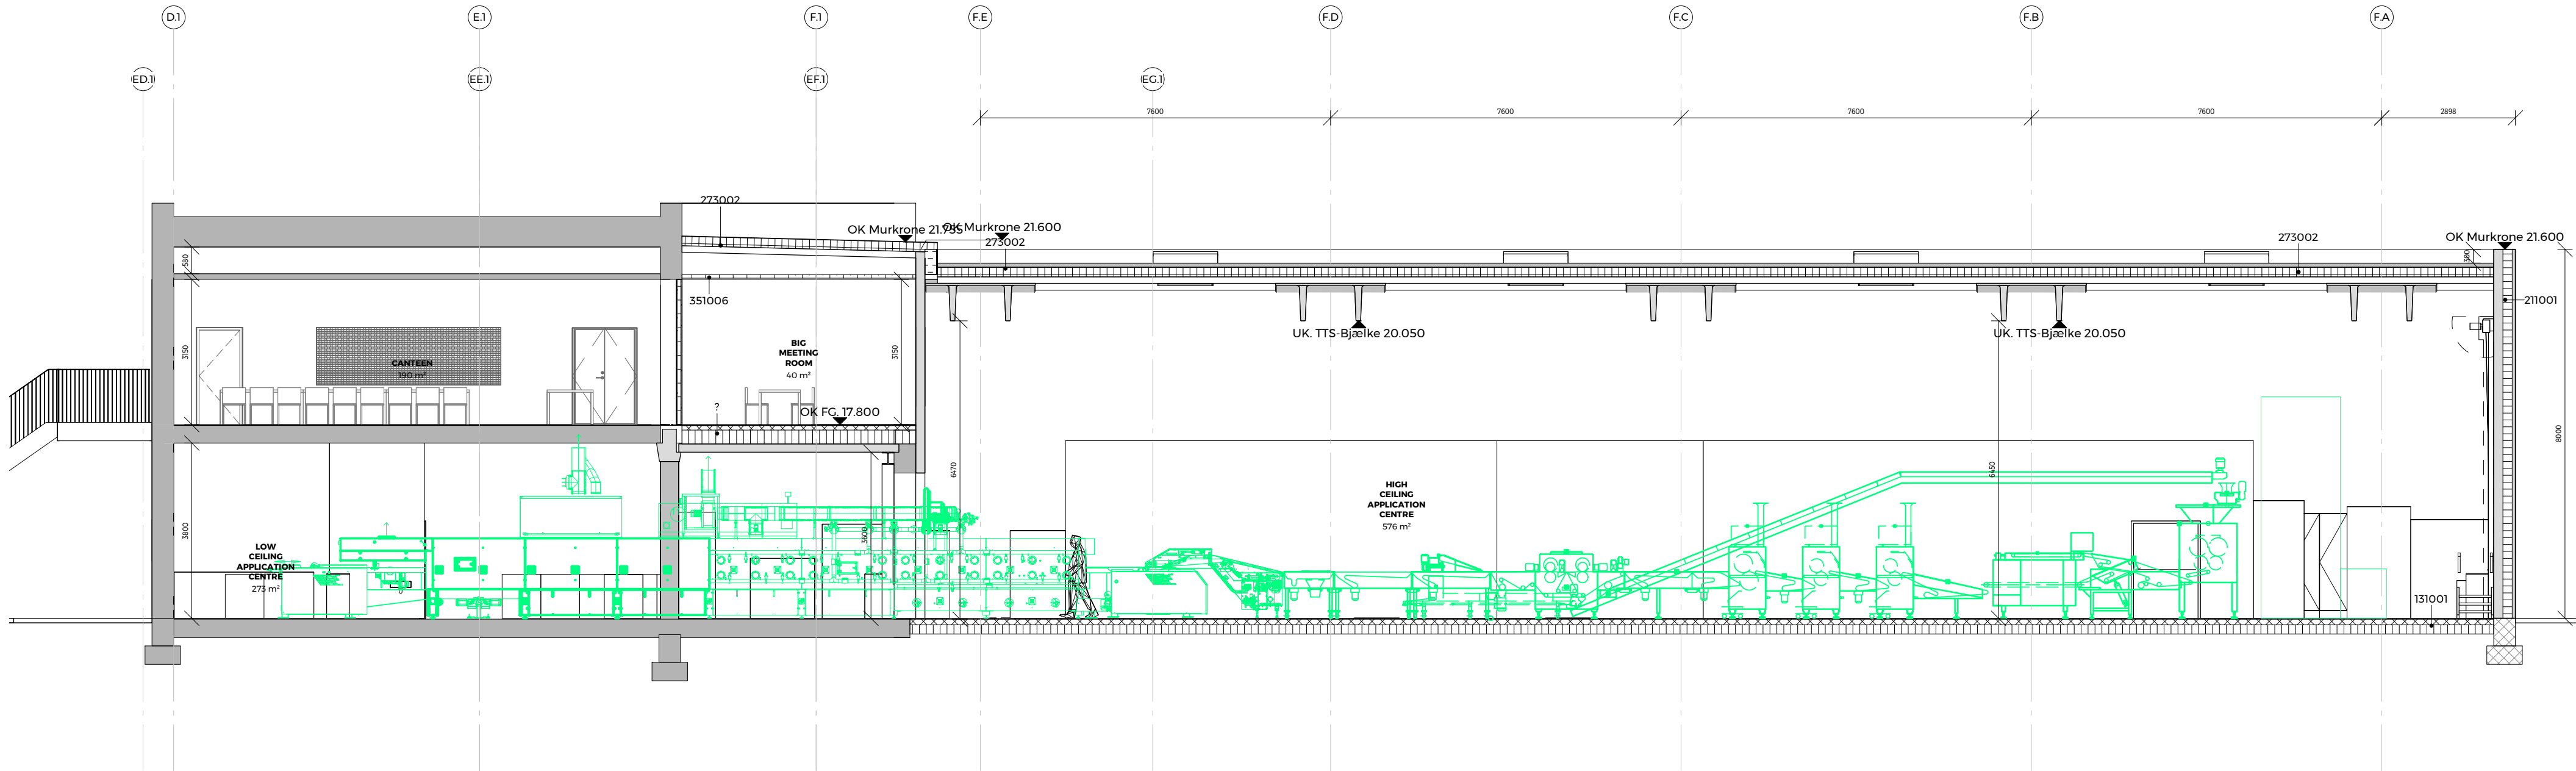 D.1
E.1
F.1
F.E
F.D
F.C
F.B
F.A
ED.1
EE.1
EF.1
EG.1
7600
7600
7600
7600
2898
273002
OK Murkrone 21.735
OK Murkrone 21.600
273002
273002
OK Murkrone 21.600
580
351006
211001
UK. TTS-Bjælke 20.050
UK. TTS-Bjælke 20.050
3150
CANTEEN
190 m²
BIG
MEETING
ROOM
40 m²
3150
?
OK FG. 17.800
8000
6470
6450
HIGH
CEILING
APPLICATION
CENTRE
576 m²
3800
3600
LOW
CEILING
APPLICATION
CENTRE
273 m²
131001